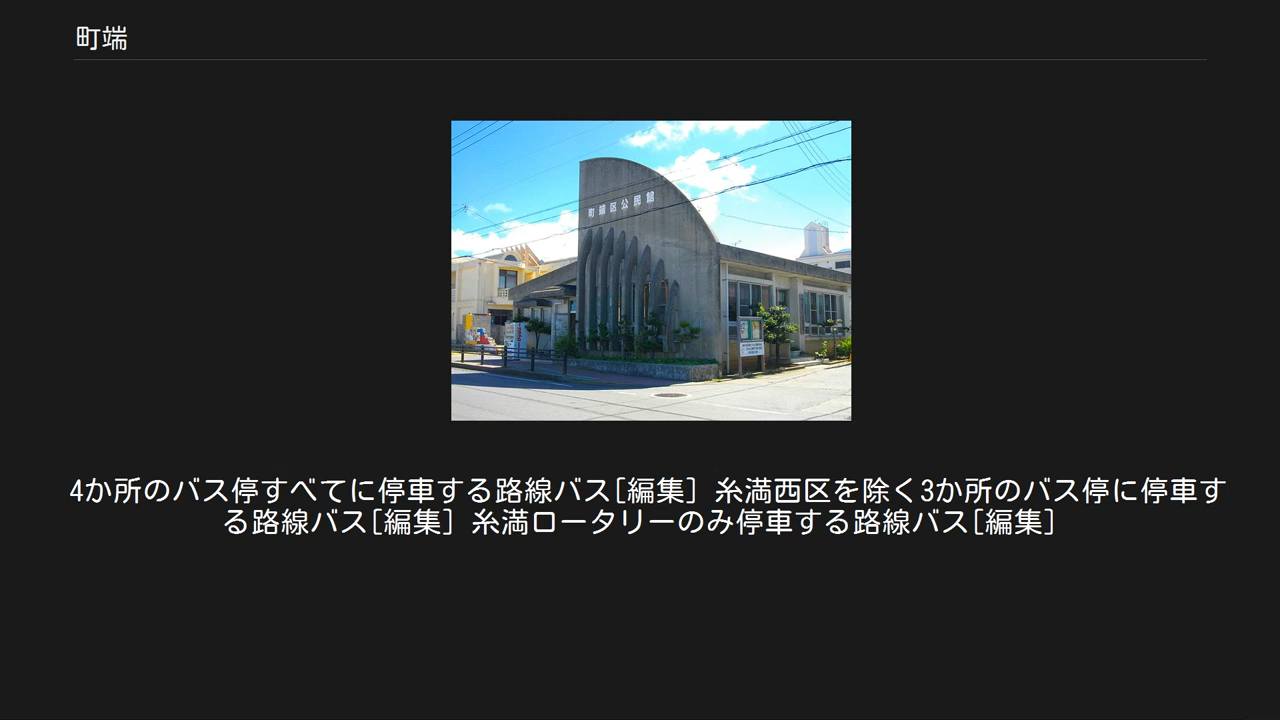 町端
町端区公民館
4か所のバス停すべてに停車する路線バス[編集] 糸満西区を除く3か所のバス停に停車す
る路線バス[編集] 糸満ロータリーのみ停車する路線バス[編集]